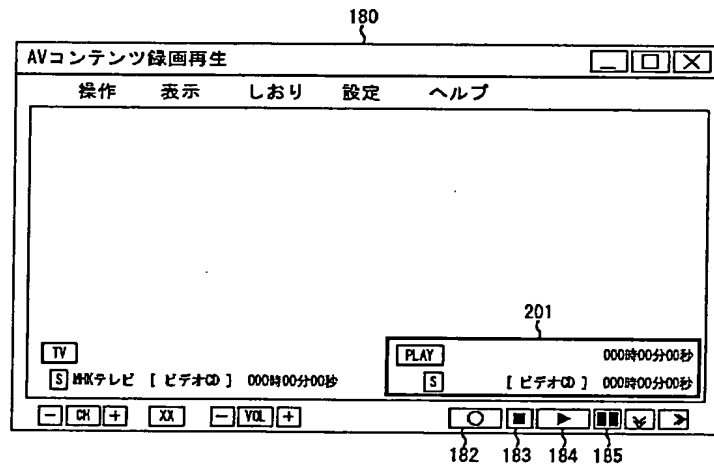 180
AVコンテンツ録画再生
操作 表示 しおり 設定 ヘルプ
201
TV
S MHKテレビ [ ビデオCD ] 000時00分00秒
PLAY 000時00分00秒
S [ ビデオCD ] 000時00分00秒
− CH + XX − VOL +
182 183 184 185